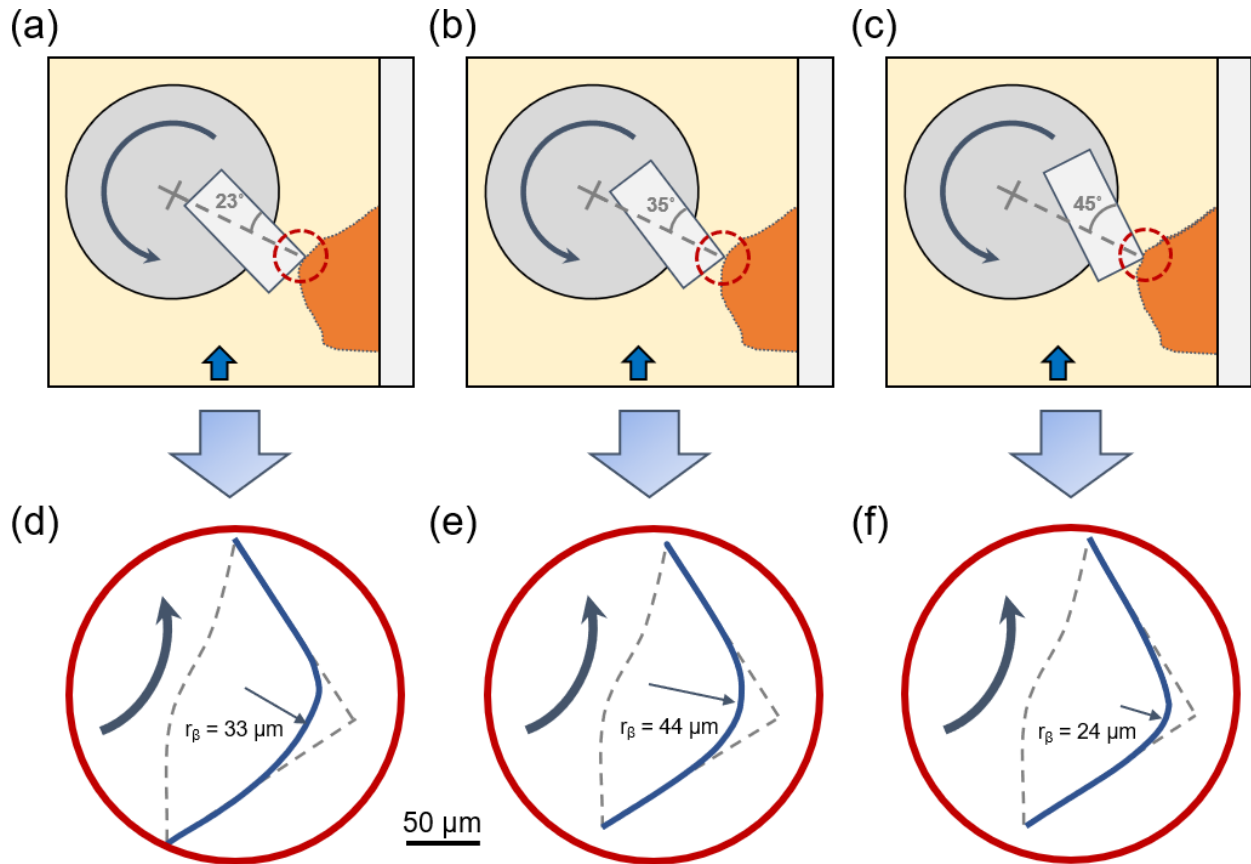 (a)
(b)
(c)
23°
35°
45°
(d)
(e)
(f)
rβ = 33 µm
rβ = 44 µm
rβ = 24 µm
50 µm